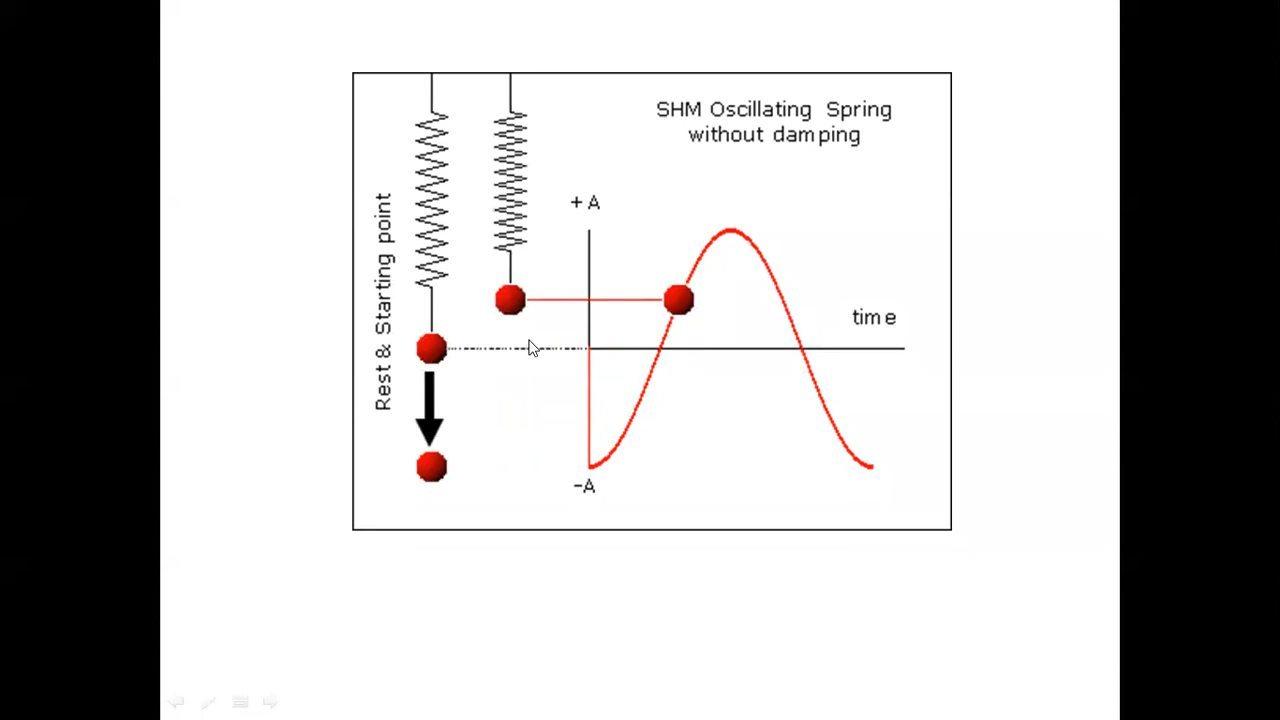 SHM Oscillating Spring
without damping
Rest & Starting point
+A
time
-A